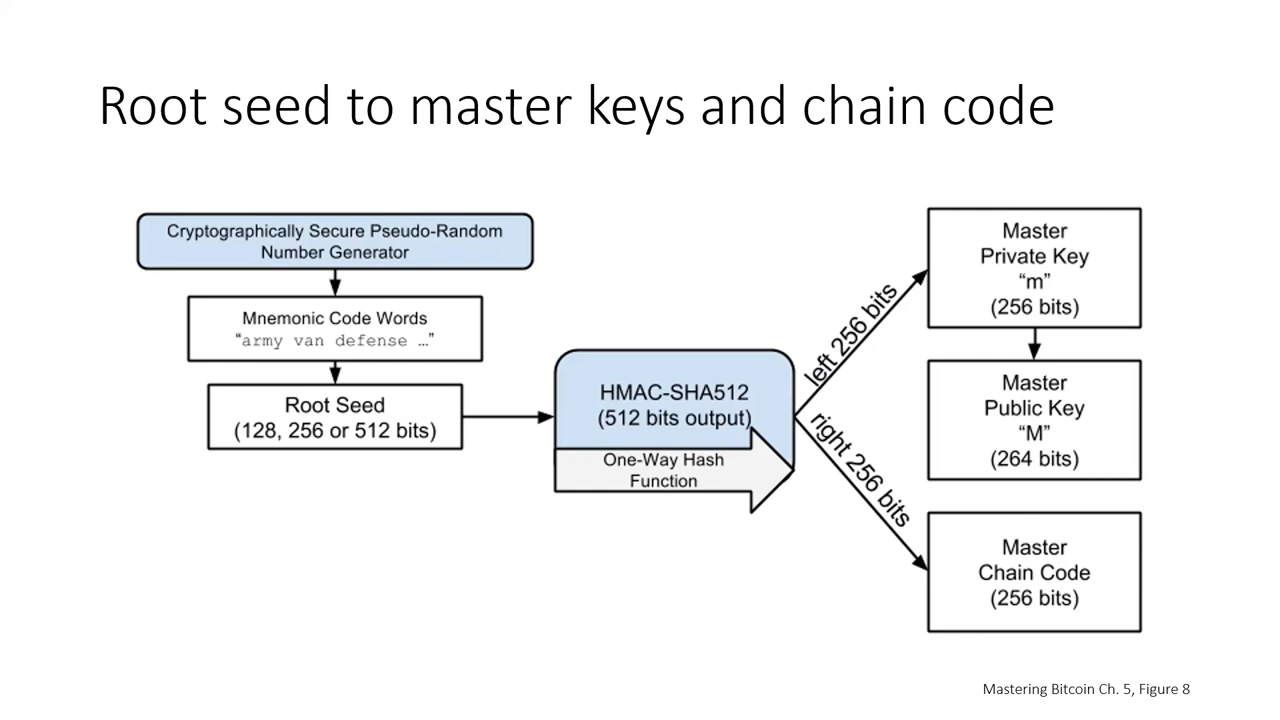 Root seed to master keys and chain code
Cryptographically Secure Pseudo-Random
Number Generator
Mnemonic Code Words
“army van defense …”
Root Seed
(128, 256 or 512 bits)
HMAC-SHA512
(512 bits output)
One-Way Hash
Function
left 256 bits
right 256 bits
Master
Private Key
“m”
(256 bits)
Master
Public Key
“M”
(264 bits)
Master
Chain Code
(256 bits)
Mastering Bitcoin Ch. 5, Figure 8